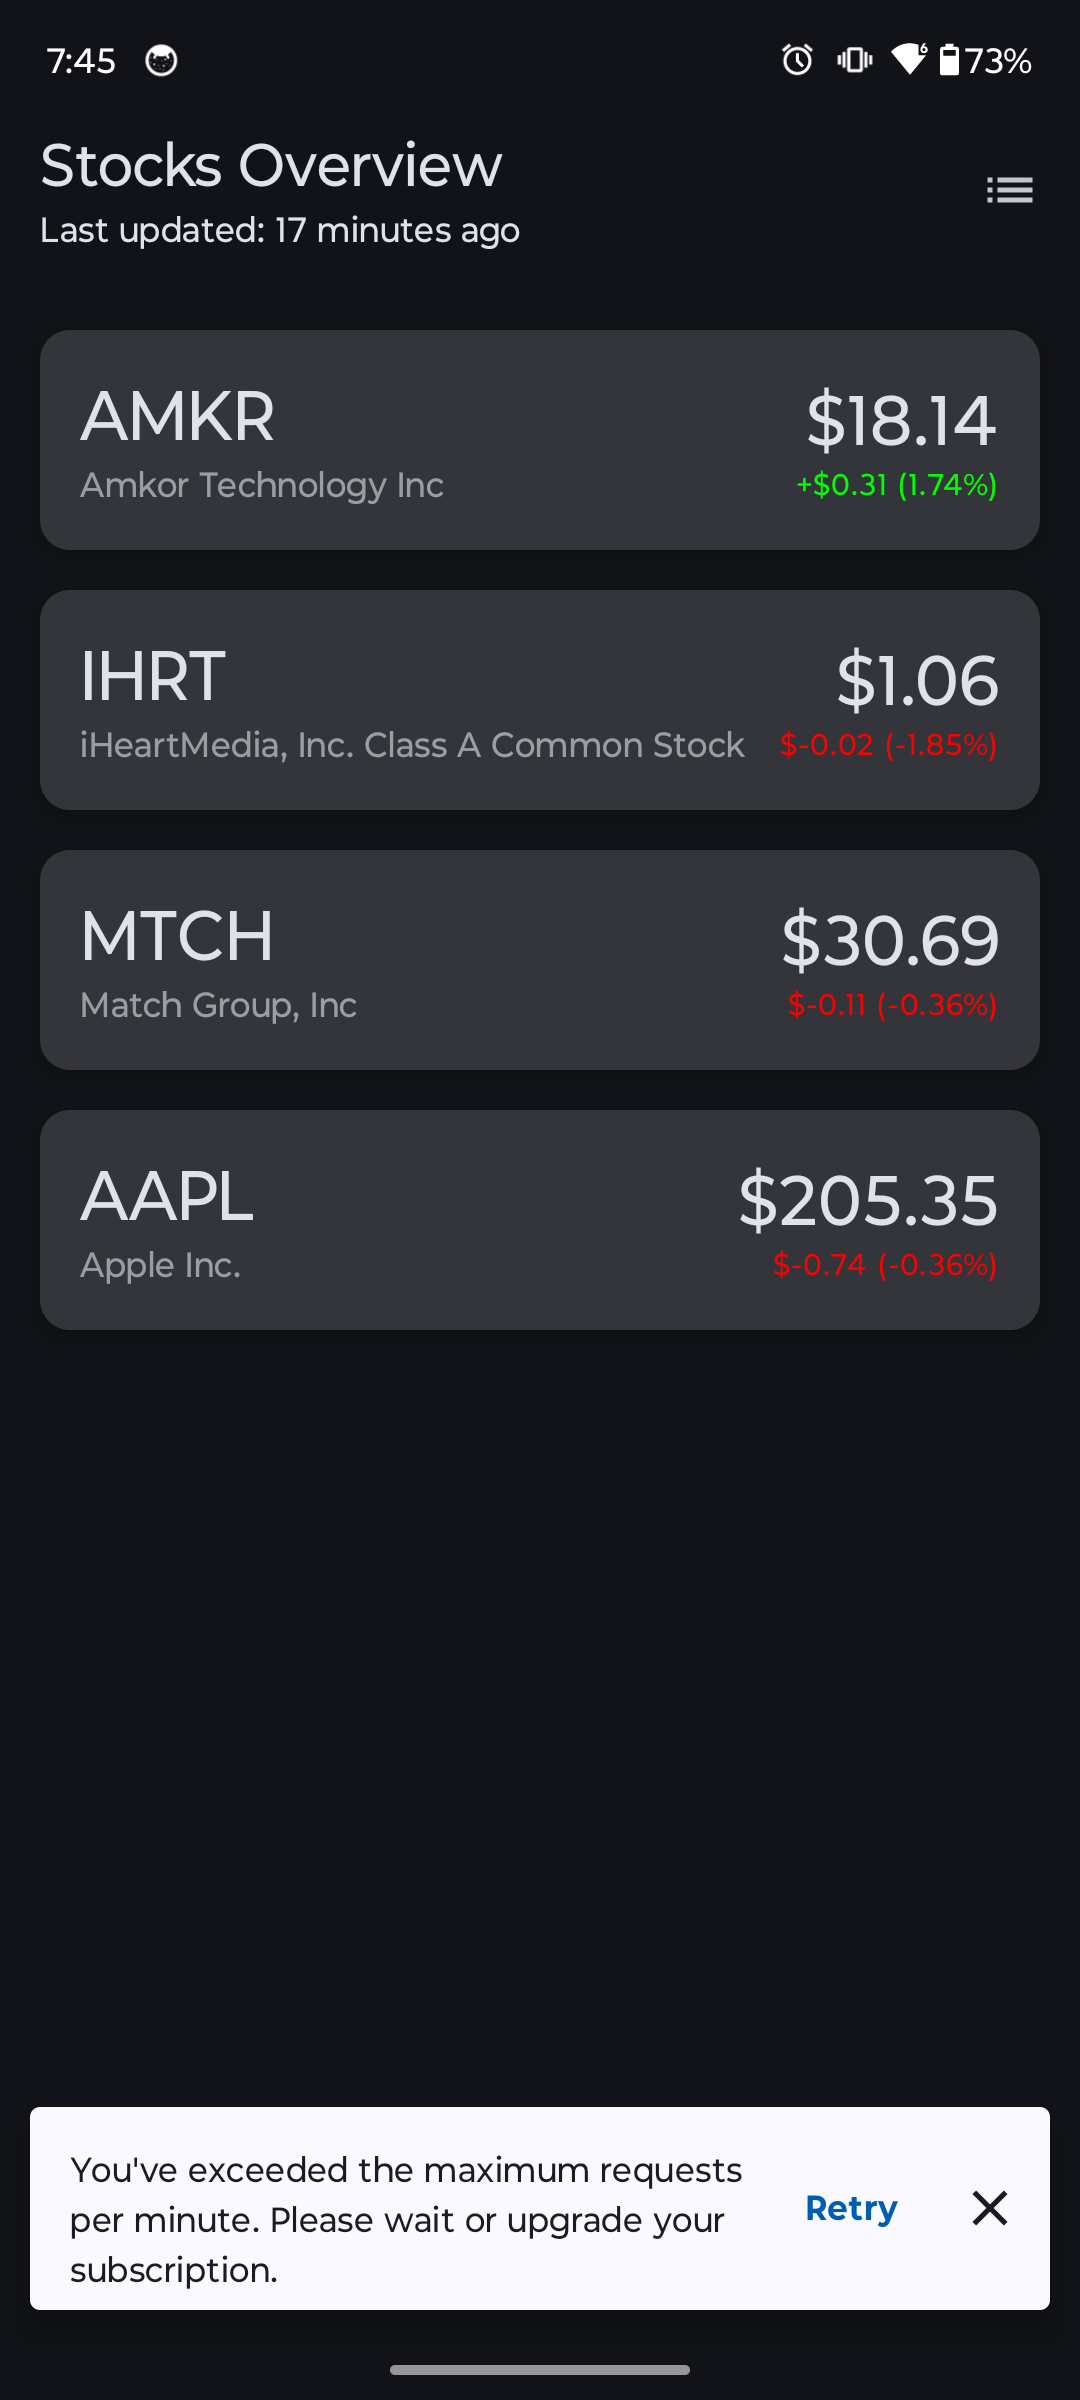 7:45 6 73%
Stocks Overview
Last updated: 17 minutes ago
AMKR $18.14
Amkor Technology Inc +$0.31 (1.74%)
IHRT $1.06
iHeartMedia, Inc. Class A Common Stock $-0.02 (-1.85%)
MTCH $30.69
Match Group, Inc $-0.11 (-0.36%)
AAPL $205.35
Apple Inc. $-0.74 (-0.36%)
You've exceeded the maximum requests
per minute. Please wait or upgrade your
subscription.
Retry